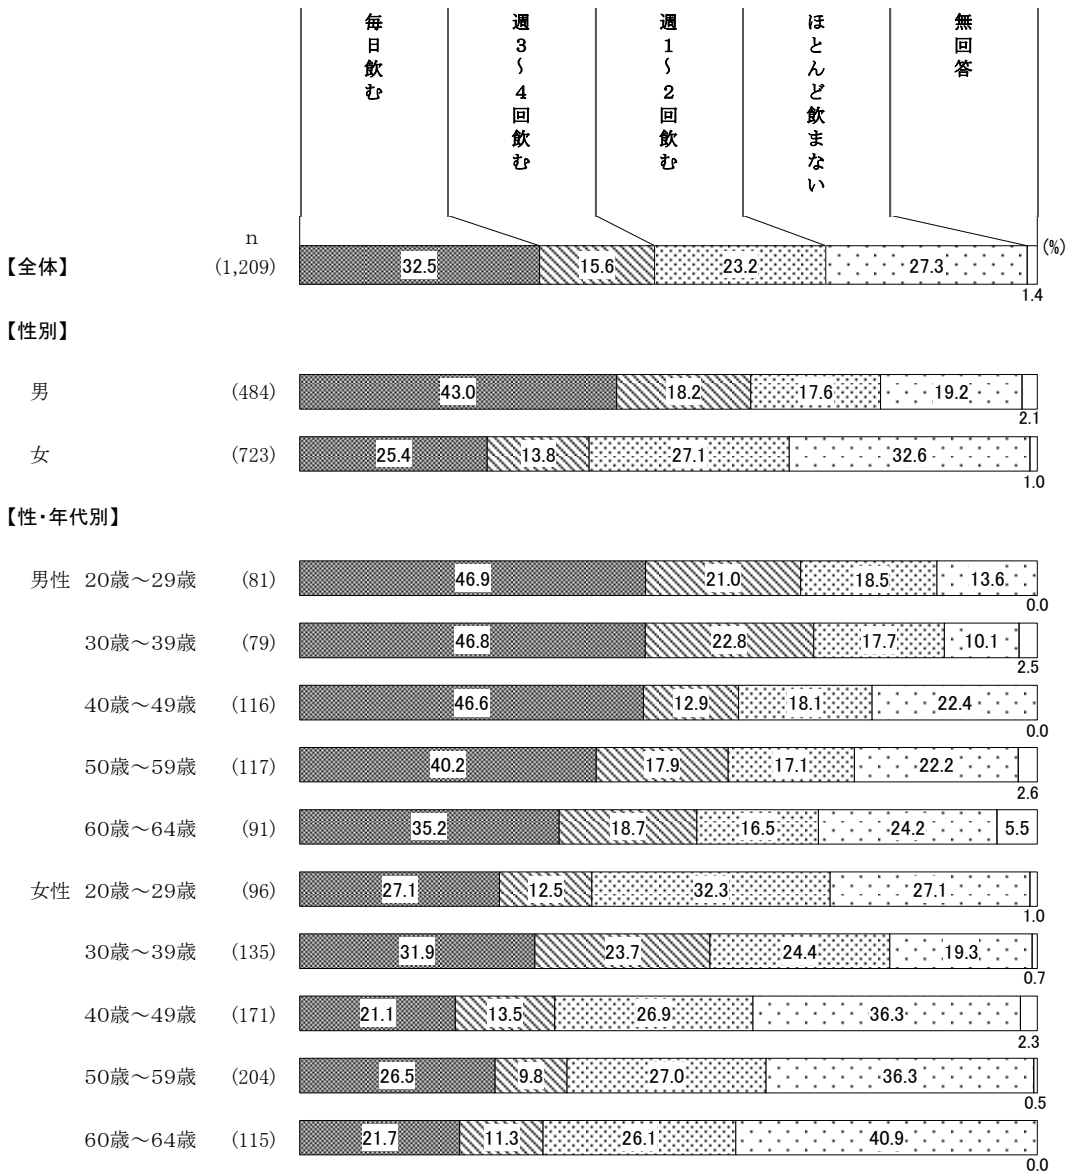 毎日飲む
週3～4回飲む
週1～2回飲む
ほとんど飲まない
無回答
n
(%)
【全体】 (1,209) 32.5 15.6 23.2 27.3
1.4
【性別】
男 (484) 43.0 18.2 17.6 19.2
2.1
女 (723) 25.4 13.8 27.1 32.6
1.0
【性・年代別】
男性 20歳～29歳 (81) 46.9 21.0 18.5 13.6
0.0
30歳～39歳 (79) 46.8 22.8 17.7 10.1
2.5
40歳～49歳 (116) 46.6 12.9 18.1 22.4
0.0
50歳～59歳 (117) 40.2 17.9 17.1 22.2
2.6
60歳～64歳 (91) 35.2 18.7 16.5 24.2 5.5
女性 20歳～29歳 (96) 27.1 12.5 32.3 27.1
1.0
30歳～39歳 (135) 31.9 23.7 24.4 19.3
0.7
40歳～49歳 (171) 21.1 13.5 26.9 36.3
2.3
50歳～59歳 (204) 26.5 9.8 27.0 36.3
0.5
60歳～64歳 (115) 21.7 11.3 26.1 40.9
0.0